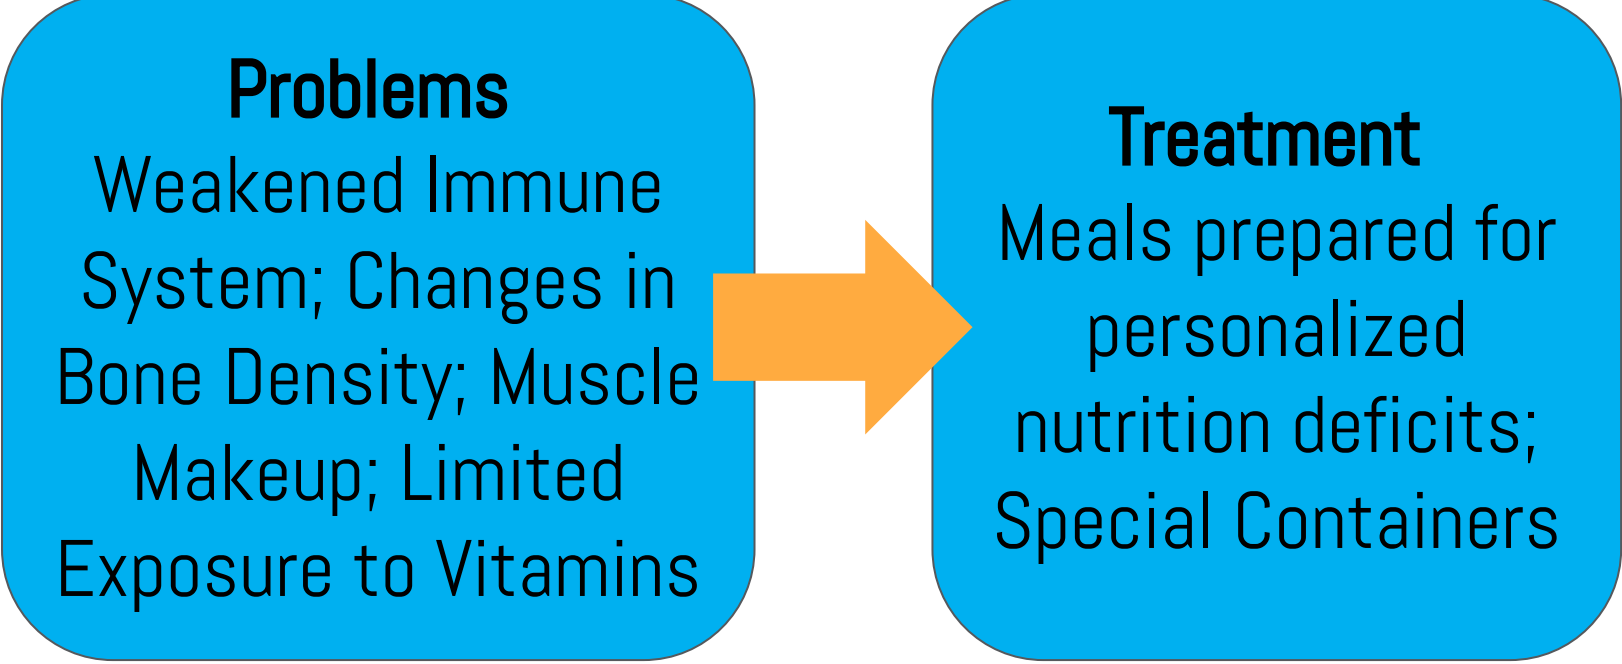 Problems
Weakened Immune
System; Changes in
Bone Density; Muscle
Makeup; Limited
Exposure to Vitamins
Treatment
Meals prepared for
personalized
nutrition deficits;
Special Containers